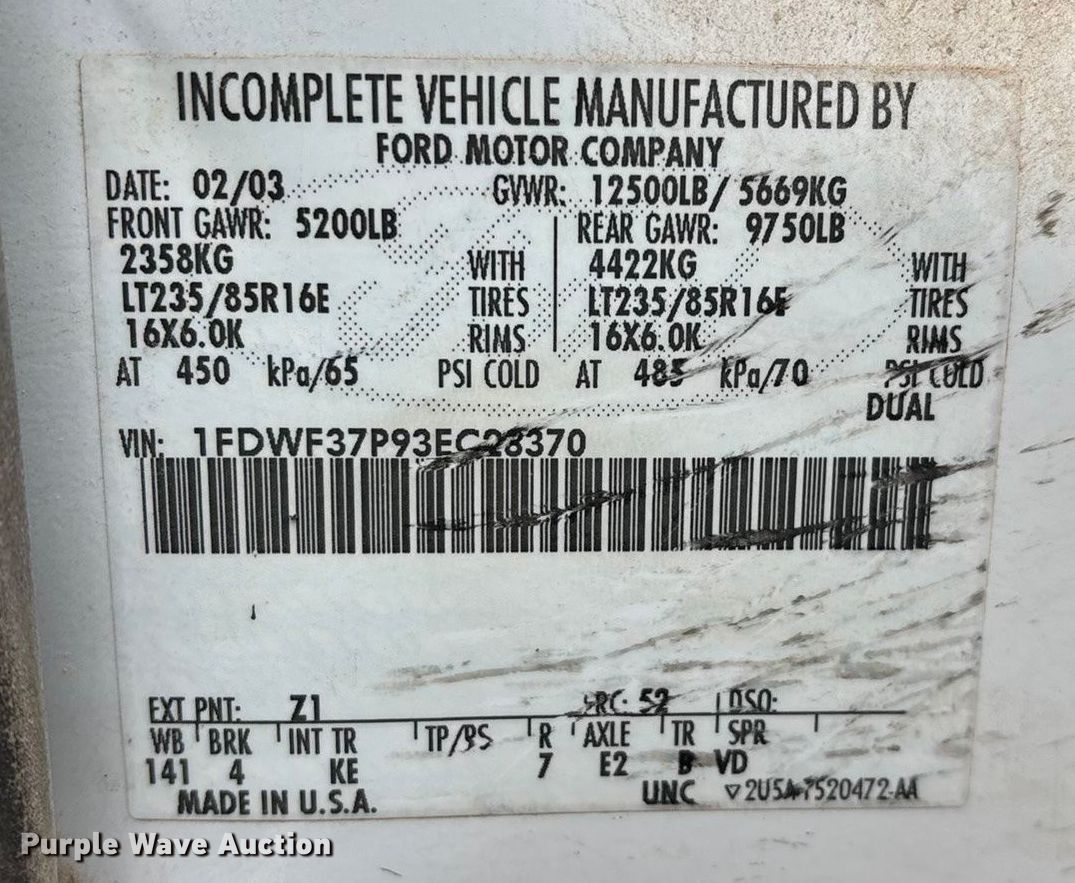 INCOMPLETE VEHICLE MANUFACTURED BY
FORD MOTOR COMPANY
DATE: 02/03 GVWR: 12500LB/ 5669KG
FRONT GAWR: 5200LB REAR GAWR: 9750LB
2358KG WITH 4422KG WITH
LT235/85R16E TIRES LT235/85R16E TIRES
16X6.0K RIMS 16X6.0K RIMS
AT 450 kPa/65 PSI COLD AT 485 kPa/70 PSI COLD
DUAL
VIN: 1FDWF37P93EC28370
EXT PNT: Z1 RC: 52 DSO:
WB BRK INT TR TP/PS R AXLE TR SPR
141 4 KE 7 E2 B VD
MADE IN U.S.A. UNC ▽2U5A-7520472-AA
Purple Wave Auction